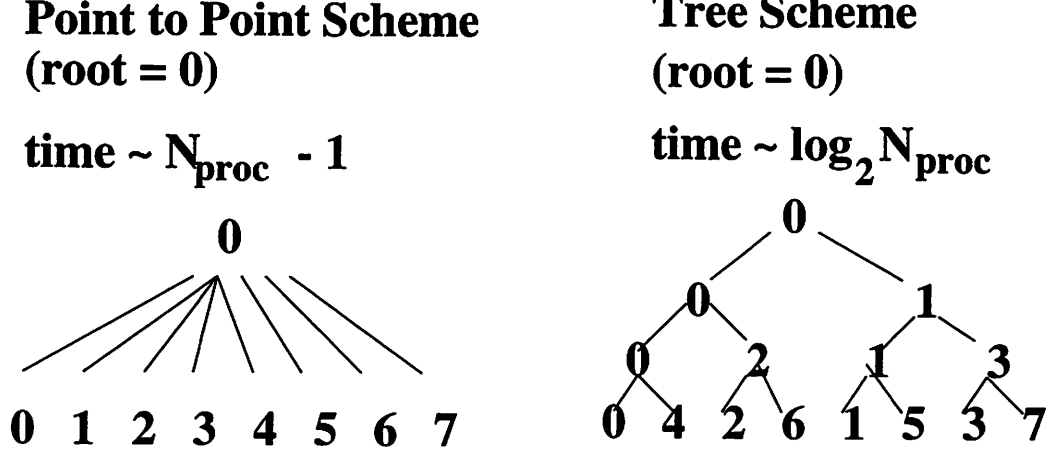 Point to Point Scheme
(root = 0)
time ~ Nproc - 1
0
0 1 2 3 4 5 6 7
Tree Scheme
(root = 0)
time ~ log2Nproc
0
0 1
0 2 1 3
0 4 2 6 1 5 3 7